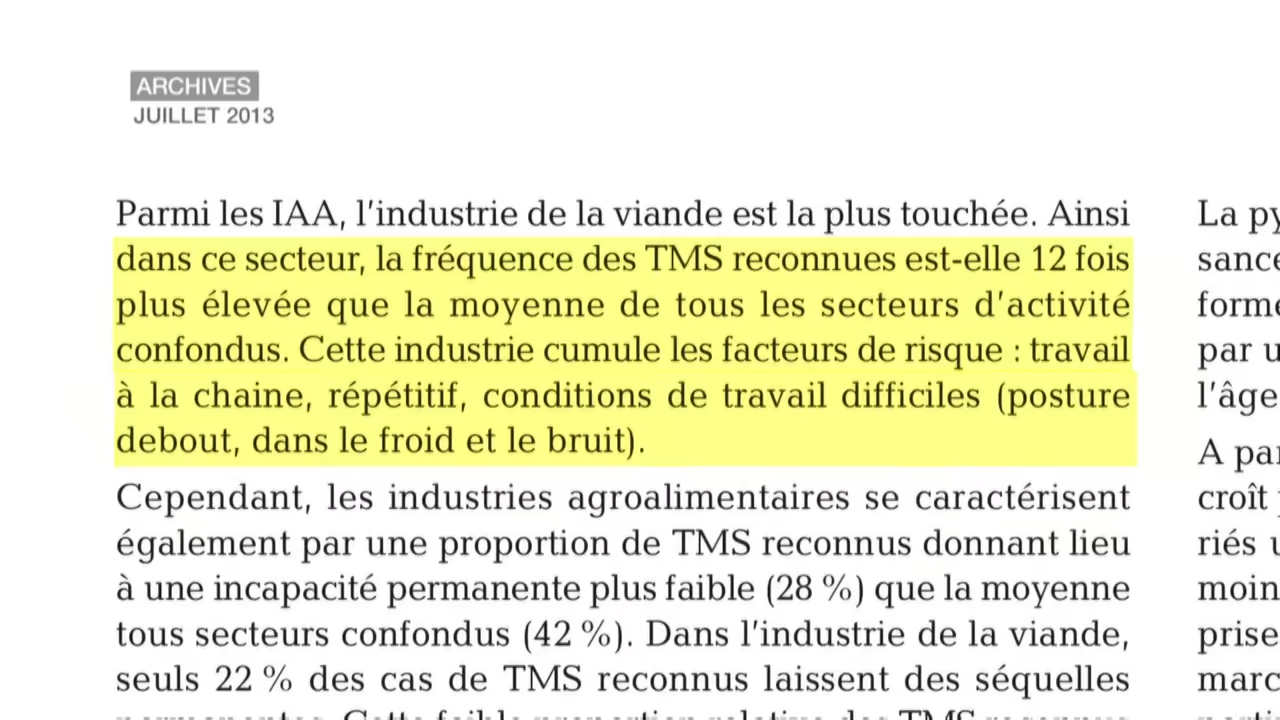 ARCHIVES
JUILLET 2013
Parmi les IAA, l'industrie de la viande est la plus touchée. Ainsi
dans ce secteur, la fréquence des TMS reconnues est-elle 12 fois
plus élevée que la moyenne de tous les secteurs d'activité
confondus. Cette industrie cumule les facteurs de risque : travail
à la chaine, répétitif, conditions de travail difficiles (posture
debout, dans le froid et le bruit).
Cependant, les industries agroalimentaires se caractérisent
également par une proportion de TMS reconnus donnant lieu
à une incapacité permanente plus faible (28 %) que la moyenne
tous secteurs confondus (42 %). Dans l'industrie de la viande,
seuls 22 % des cas de TMS reconnus laissent des séquelles
La py
sance
forme
par u
l'âge
A par
croît
riés u
moin
prise
marc